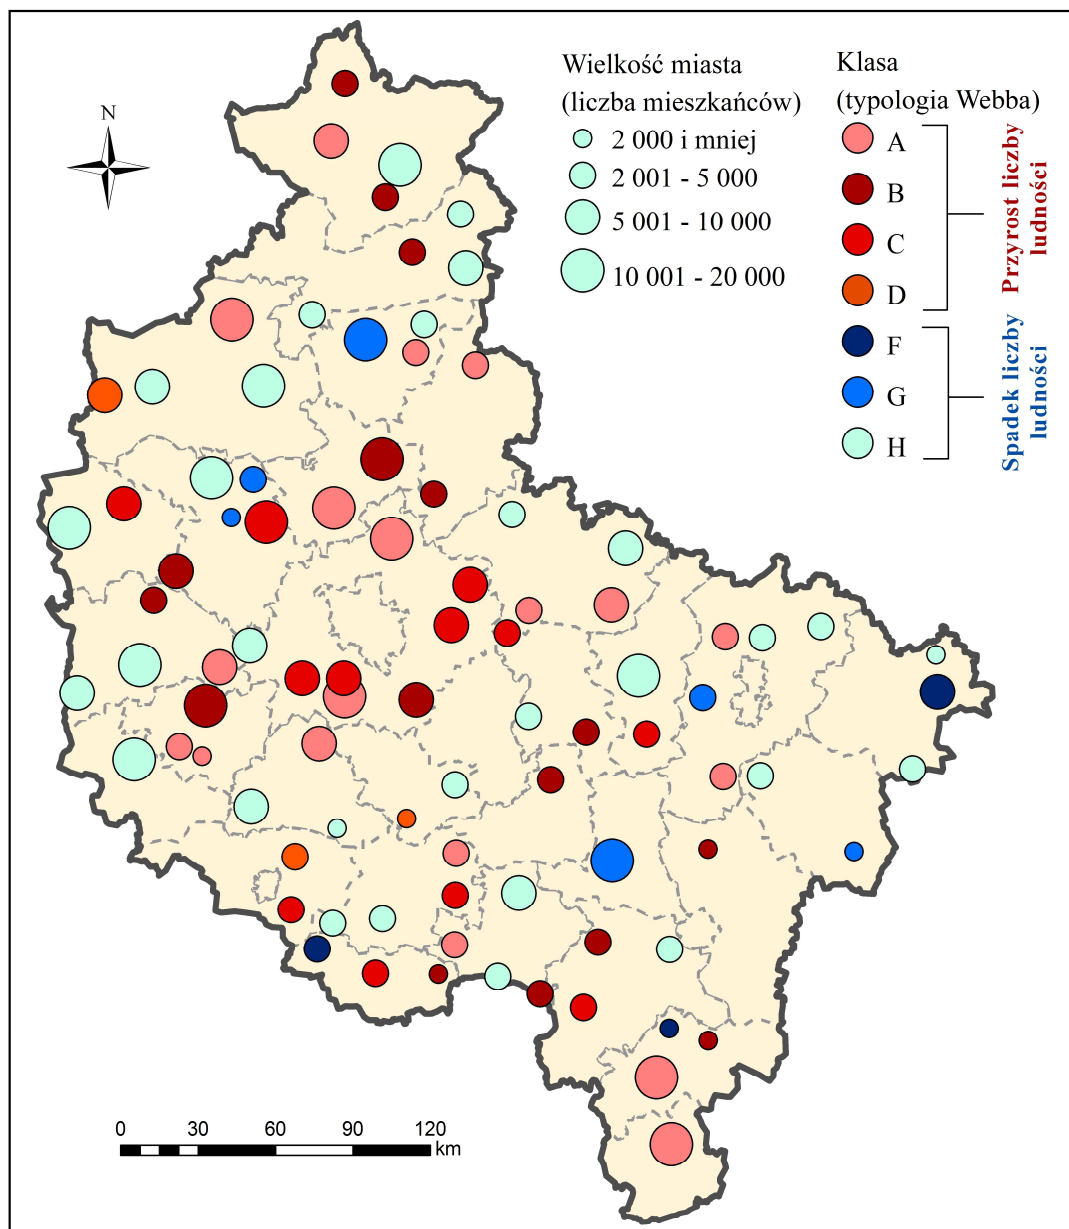 N
Wielkość miasta
(liczba mieszkańców)
2 000 i mniej
2 001 - 5 000
5 001 - 10 000
10 001 - 20 000
Klasa
(typologia Webba)
A
B
C
D
F
G
H
Przyrost liczby
ludności
Spadek liczby
ludności
0 30 60 90 120
km